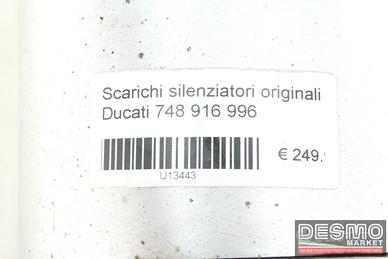 Scarichi silenziatori originali
Ducati 748 916 996
€ 249.
U13443
DESMO
MARKET